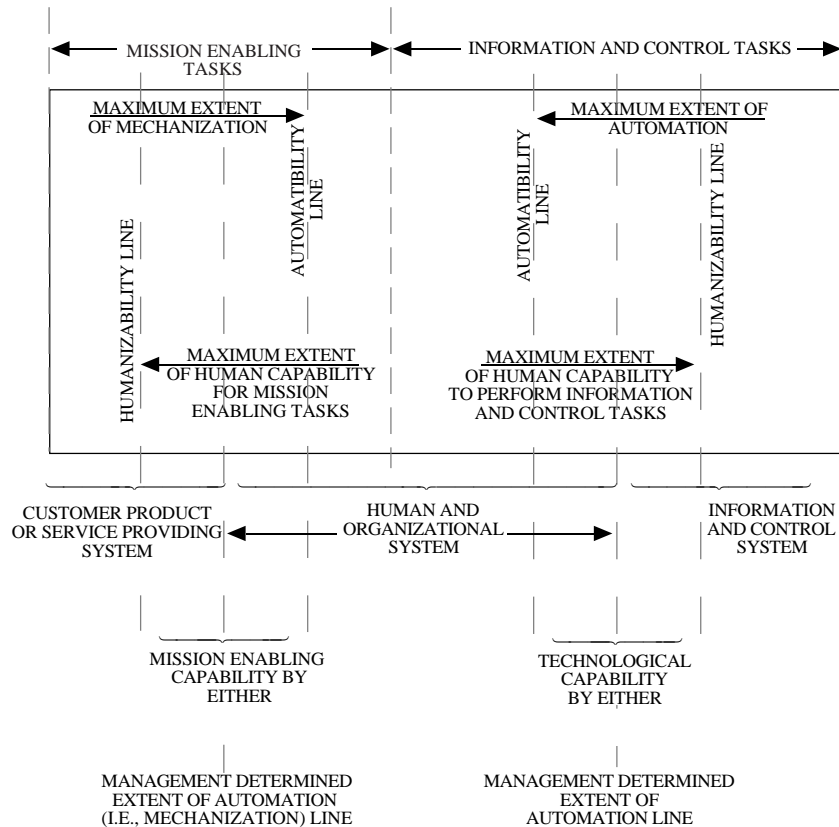 MISSION ENABLING
TASKS
INFORMATION AND CONTROL TASKS
MAXIMUM EXTENT
OF MECHANIZATION
MAXIMUM EXTENT OF
AUTOMATION
AUTOMATIBILITY
LINE
AUTOMATIBILITY
LINE
HUMANIZABILITY LINE
HUMANIZABILITY LINE
MAXIMUM EXTENT
OF HUMAN CAPABILITY
FOR MISSION
ENABLING TASKS
MAXIMUM EXTENT
OF HUMAN CAPABILITY
TO PERFORM INFORMATION
AND CONTROL TASKS
CUSTOMER PRODUCT
OR SERVICE PROVIDING
SYSTEM
HUMAN AND
ORGANIZATIONAL
SYSTEM
INFORMATION
AND CONTROL
SYSTEM
MISSION ENABLING
CAPABILITY BY
EITHER
TECHNOLOGICAL
CAPABILITY
BY EITHER
MANAGEMENT DETERMINED
EXTENT OF AUTOMATION
(I.E., MECHANIZATION) LINE
MANAGEMENT DETERMINED
EXTENT OF
AUTOMATION LINE